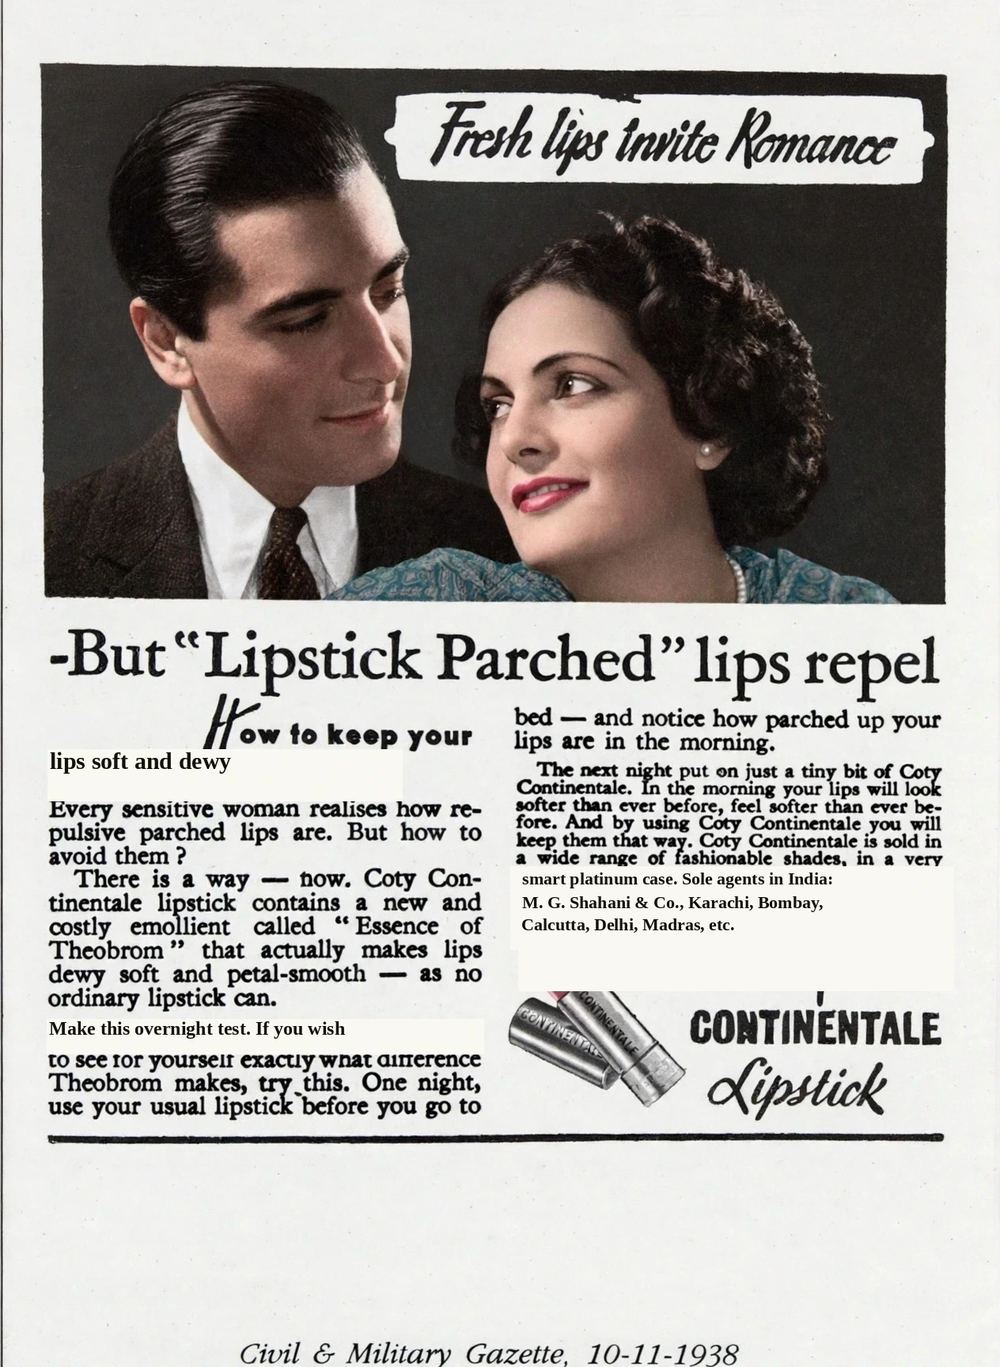 Fresh lips invite Romance
-But “Lipstick Parched” lips repel
How to keep your
lips soft and dewy
Every sensitive woman realises how re-
pulsive parched lips are. But how to
avoid them ?
There is a way — now. Coty Con-
tinentale lipstick contains a new and
costly emollient called “ Essence of
Theobrom ” that actually makes lips
dewy soft and petal-smooth — as no
ordinary lipstick can.
Make this overnight test. If you wish
to see for yourself exactly what difference
Theobrom makes, try this. One night,
use your usual lipstick before you go to
bed — and notice how parched up your
lips are in the morning.
The next night put on just a tiny bit of Coty
Continentale. In the morning your lips will look
softer than ever before, feel softer than ever be-
fore. And by using Coty Continentale you will
keep them that way. Coty Continentale is sold in
a wide range of fashionable shades, in a very
smart platinum case. Sole agents in India:
M. G. Shahani & Co., Karachi, Bombay,
Calcutta, Delhi, Madras, etc.
CONTINENTALE
CONTINENTALE
CONTINENTALE
Lipstick
Civil & Military Gazette, 10-11-1938